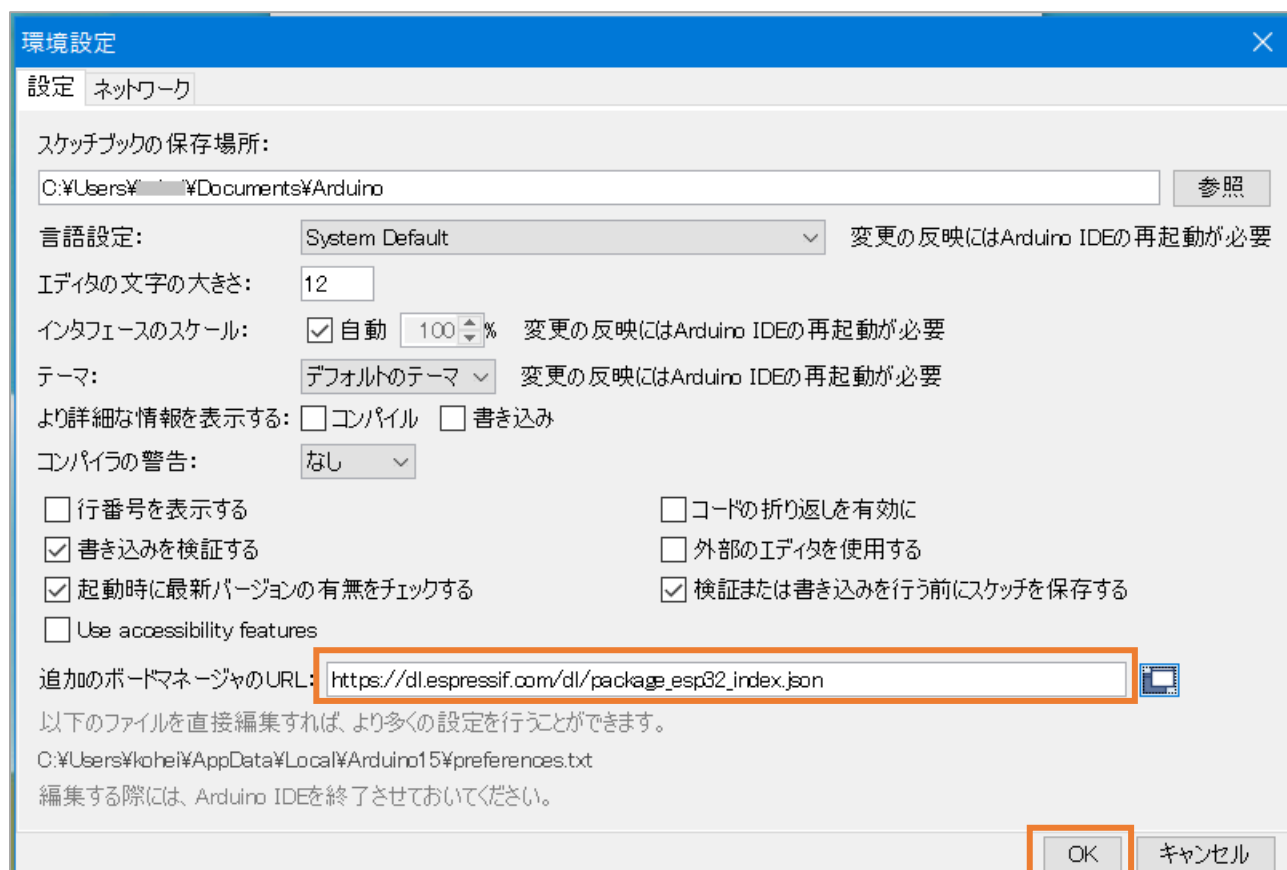 環境設定
設定 ネットワーク
スケッチブックの保存場所:
C:¥Users¥ ¥Documents¥Arduino 参照
言語設定: System Default 変更の反映にはArduino IDEの再起動が必要
エディタの文字の大きさ: 12
インタフェースのスケール: 自動 100 % 変更の反映にはArduino IDEの再起動が必要
テーマ: デフォルトのテーマ 変更の反映にはArduino IDEの再起動が必要
より詳細な情報を表示する: コンパイル 書き込み
コンパイラの警告: なし
行番号を表示する コードの折り返しを有効に
書き込みを検証する 外部のエディタを使用する
起動時に最新バージョンの有無をチェックする 検証または書き込みを行う前にスケッチを保存する
Use accessibility features
追加のボードマネージャのURL: https://dl.espressif.com/dl/package_esp32_index.json
以下のファイルを直接編集すれば、より多くの設定を行うことができます。
C:¥Users¥kohei¥AppData¥Local¥Arduino15¥preferences.txt
編集する際には、Arduino IDEを終了させておいてください。
OK キャンセル